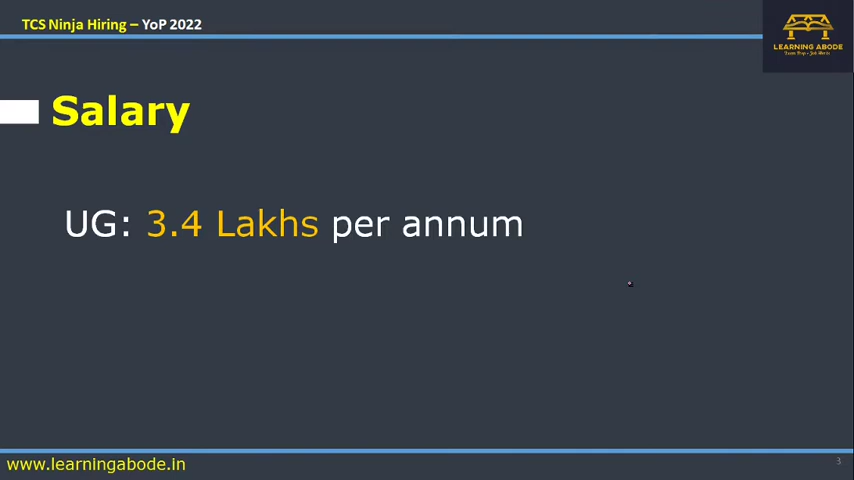 TCS Ninja Hiring – YoP 2022
LEARNING ABODE
Salary
UG: 3.4 Lakhs per annum
www.learningabode.in
3